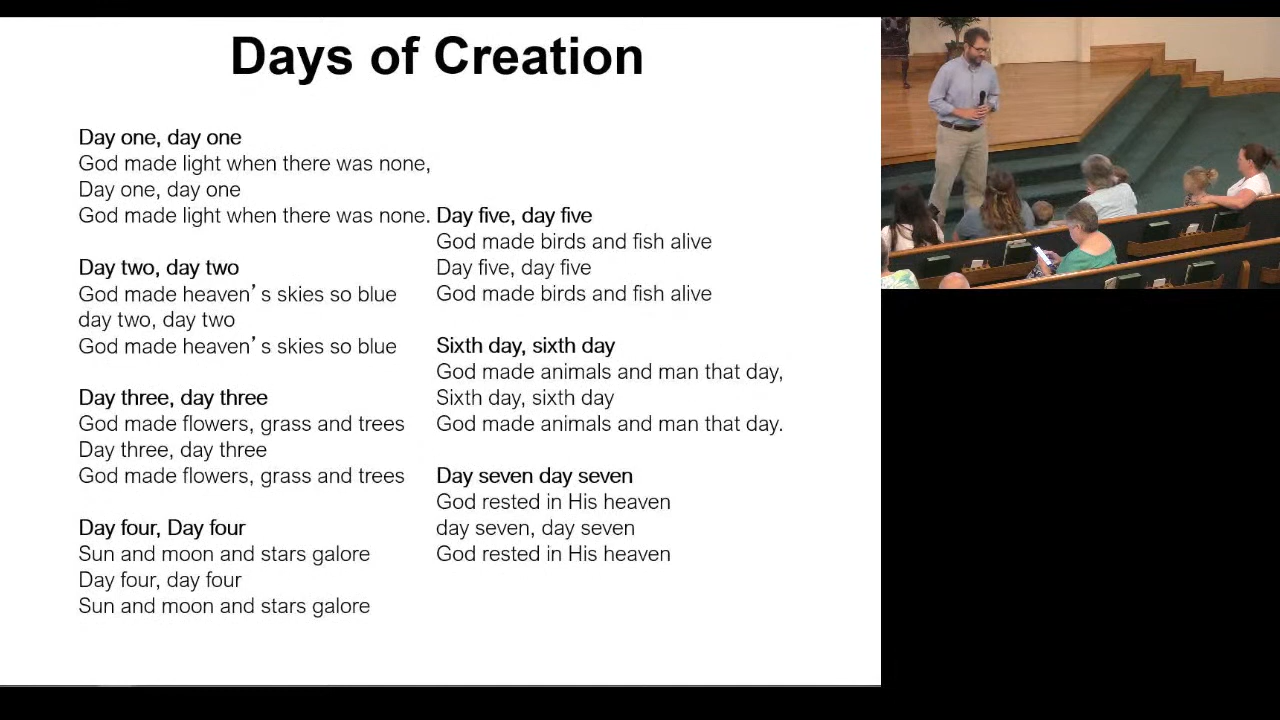 Days of Creation
Day one, day one
God made light when there was none,
Day one, day one
God made light when there was none.
Day two, day two
God made heaven’s skies so blue
day two, day two
God made heaven’s skies so blue
Day three, day three
God made flowers, grass and trees
Day three, day three
God made flowers, grass and trees
Day four, Day four
Sun and moon and stars galore
Day four, day four
Sun and moon and stars galore
Day five, day five
God made birds and fish alive
Day five, day five
God made birds and fish alive
Sixth day, sixth day
God made animals and man that day,
Sixth day, sixth day
God made animals and man that day.
Day seven day seven
God rested in His heaven
day seven, day seven
God rested in His heaven